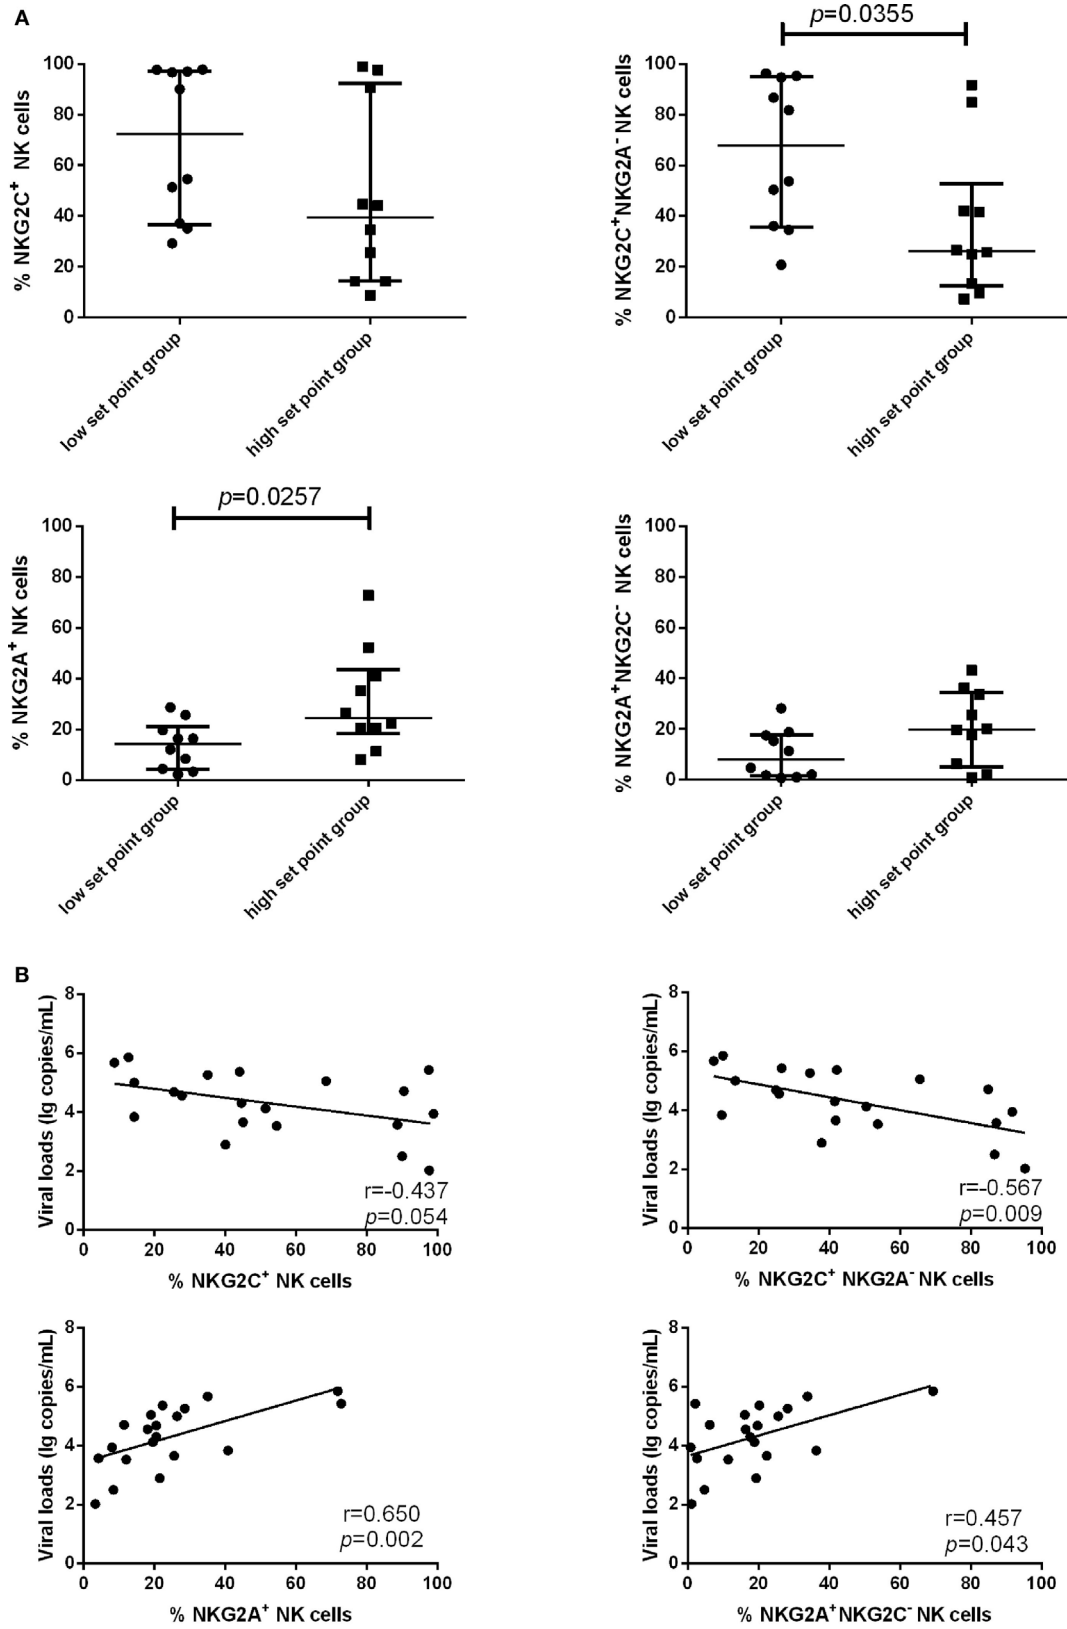 A
p=0.0355
% NKG2C+ NK cells
100
80
60
40
20
0
low set point group
high set point group
% NKG2C+NKG2A- NK cells
100
80
60
40
20
0
low set point group
high set point group
p=0.0257
% NKG2A+ NK cells
100
80
60
40
20
0
low set point group
high set point group
% NKG2A+NKG2C- NK cells
100
80
60
40
20
0
low set point group
high set point group
B
Viral loads (lg copies/mL)
8
6
4
2
0
r=-0.437
p=0.054
0 20 40 60 80 100
% NKG2C+ NK cells
Viral loads (lg copies/mL)
8
6
4
2
0
r=-0.567
p=0.009
0 20 40 60 80 100
% NKG2C+ NKG2A- NK cells
Viral loads (lg copies/mL)
8
6
4
2
0
r=0.650
p=0.002
0 20 40 60 80 100
% NKG2A+ NK cells
Viral loads (lg copies/mL)
8
6
4
2
0
r=0.457
p=0.043
0 20 40 60 80 100
% NKG2A+NKG2C- NK cells